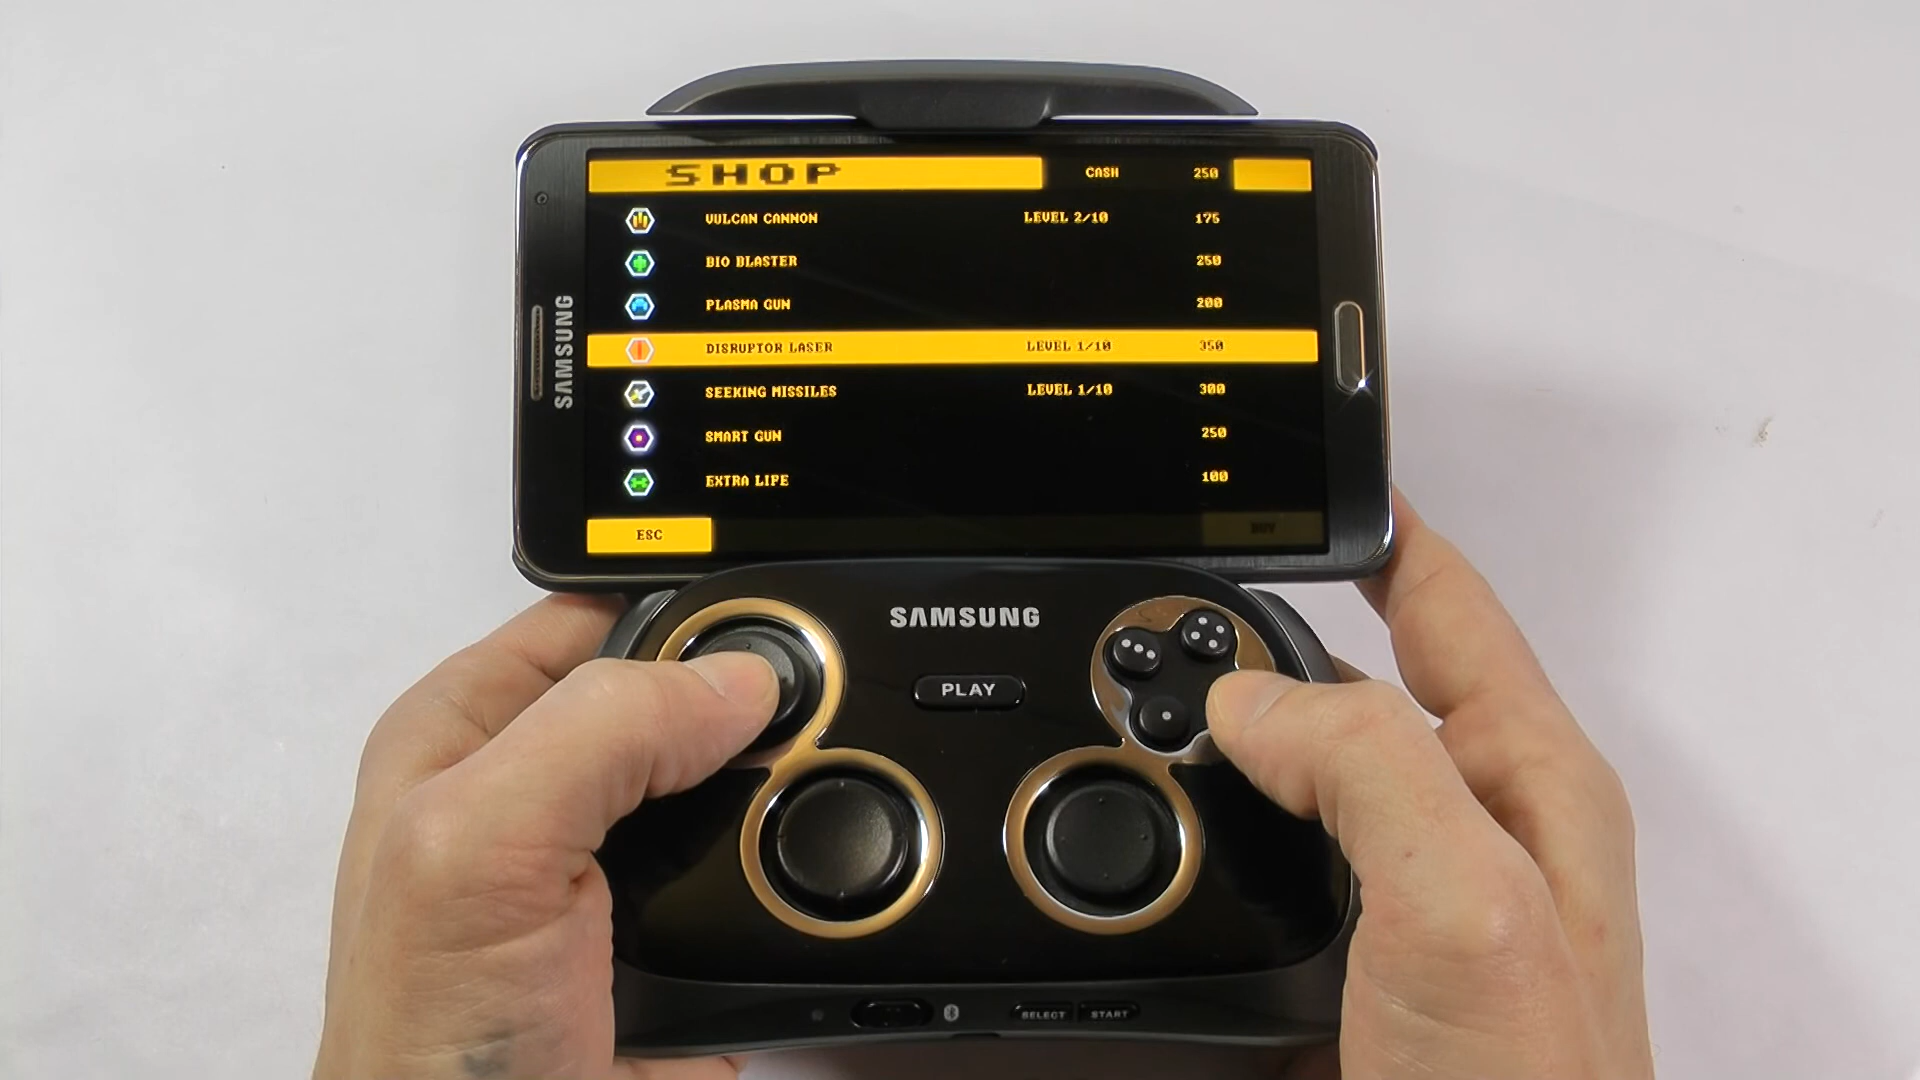 SHOP CASH 250
VULCAN CANNON LEVEL 2/10 175
BIO BLASTER 250
PLASMA GUN 200
DISRUPTOR LASER LEVEL 1/10 350
SEEKING MISSILES LEVEL 1/10 300
SMART GUN 250
EXTRA LIFE 100
ESC BUY
SAMSUNG
SAMSUNG
PLAY
SELECT START